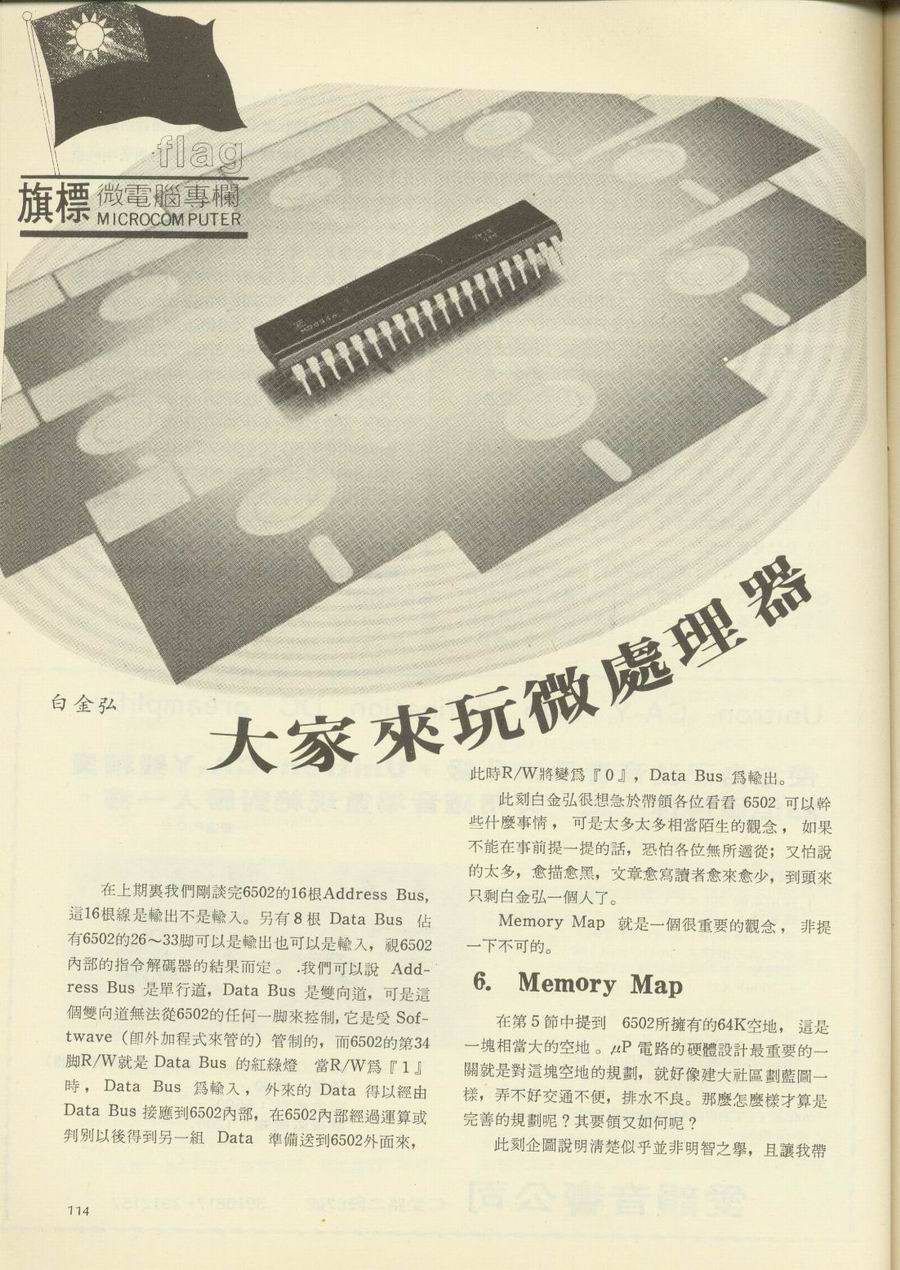 flag
旗標 微電腦專欄
MICROCOMPUTER
大家來玩微處理器
白金弘
在上期裏我們剛談完6502的16根Address Bus,
這16根線是輸出不是輸入。另有8根 Data Bus 佔
有6502的26～33脚可以是輸出也可以是輸入，視6502
內部的指令解碼器的結果而定。.我們可以說 Add-
ress Bus 是單行道，Data Bus 是雙向道，可是這
個雙向道無法從6502的任何一脚來控制，它是受 Sof-
twave（卽外加程式來管的）管制的，而6502的第34
脚R/W就是 Data Bus 的紅綠燈 當R/W爲『1』
時，Data Bus 爲輸入，外來的 Data 得以經由
Data Bus 接應到6502內部，在6502內部經過運算或
判別以後得到另一組 Data 準備送到6502外面來，
此時R/W將變爲『0』，Data Bus 爲輸出。
此刻白金弘很想急於帶領各位看看 6502 可以幹
些什麼事情，可是太多太多相當陌生的觀念，如果
不能在事前提一提的話，恐怕各位無所適從；又怕說
的太多，愈描愈黑，文章愈寫讀者愈來愈少，到頭來
只剩白金弘一個人了。
Memory Map 就是一個很重要的觀念，非提
一下不可的。
6. Memory Map
在第5節中提到 6502所擁有的64K空地，這是
一塊相當大的空地。μP 電路的硬體設計最重要的一
關就是對這塊空地的規劃，就好像建大社區劃藍圖一
樣，弄不好交通不便，排水不良。那麼怎麼樣才算是
完善的規劃呢？其要領又如何呢？
此刻企圖說明淸楚似乎並非明智之擧，且讓我帶
114